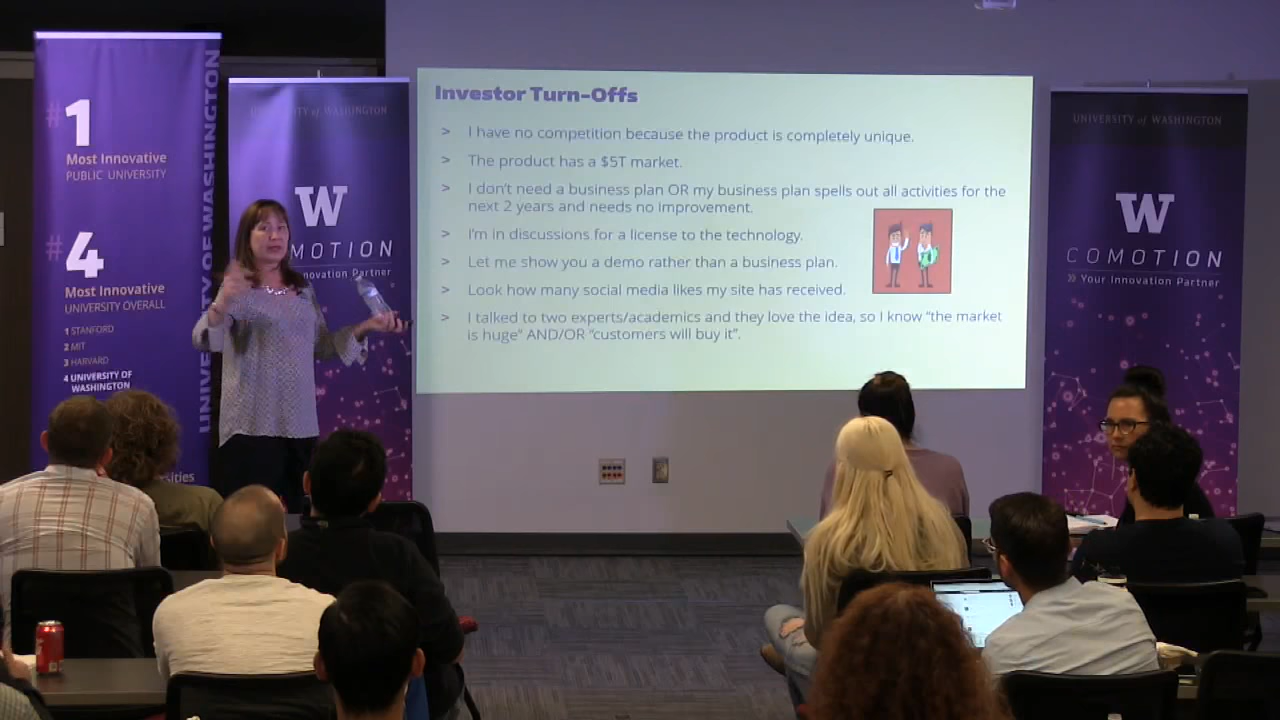 #1
Most Innovative
PUBLIC UNIVERSITY
#4
Most Innovative
UNIVERSITY OVERALL
1 STANFORD
2 MIT
3 HARVARD
4 UNIVERSITY OF
WASHINGTON
UNIVERSITY OF WASHINGTON
UNIVERSITY of WASHINGTON
W
MOTION
nnovation Partner
Investor Turn-Offs
> I have no competition because the product is completely unique.
> The product has a $5T market.
> I don't need a business plan OR my business plan spells out all activities for the
next 2 years and needs no improvement.
> I'm in discussions for a license to the technology.
> Let me show you a demo rather than a business plan.
> Look how many social media likes my site has received.
> I talked to two experts/academics and they love the idea, so I know "the market
is huge" AND/OR "customers will buy it".
UNIVERSITY of WASHINGTON
W
COMOTION
» Your Innovation Partner